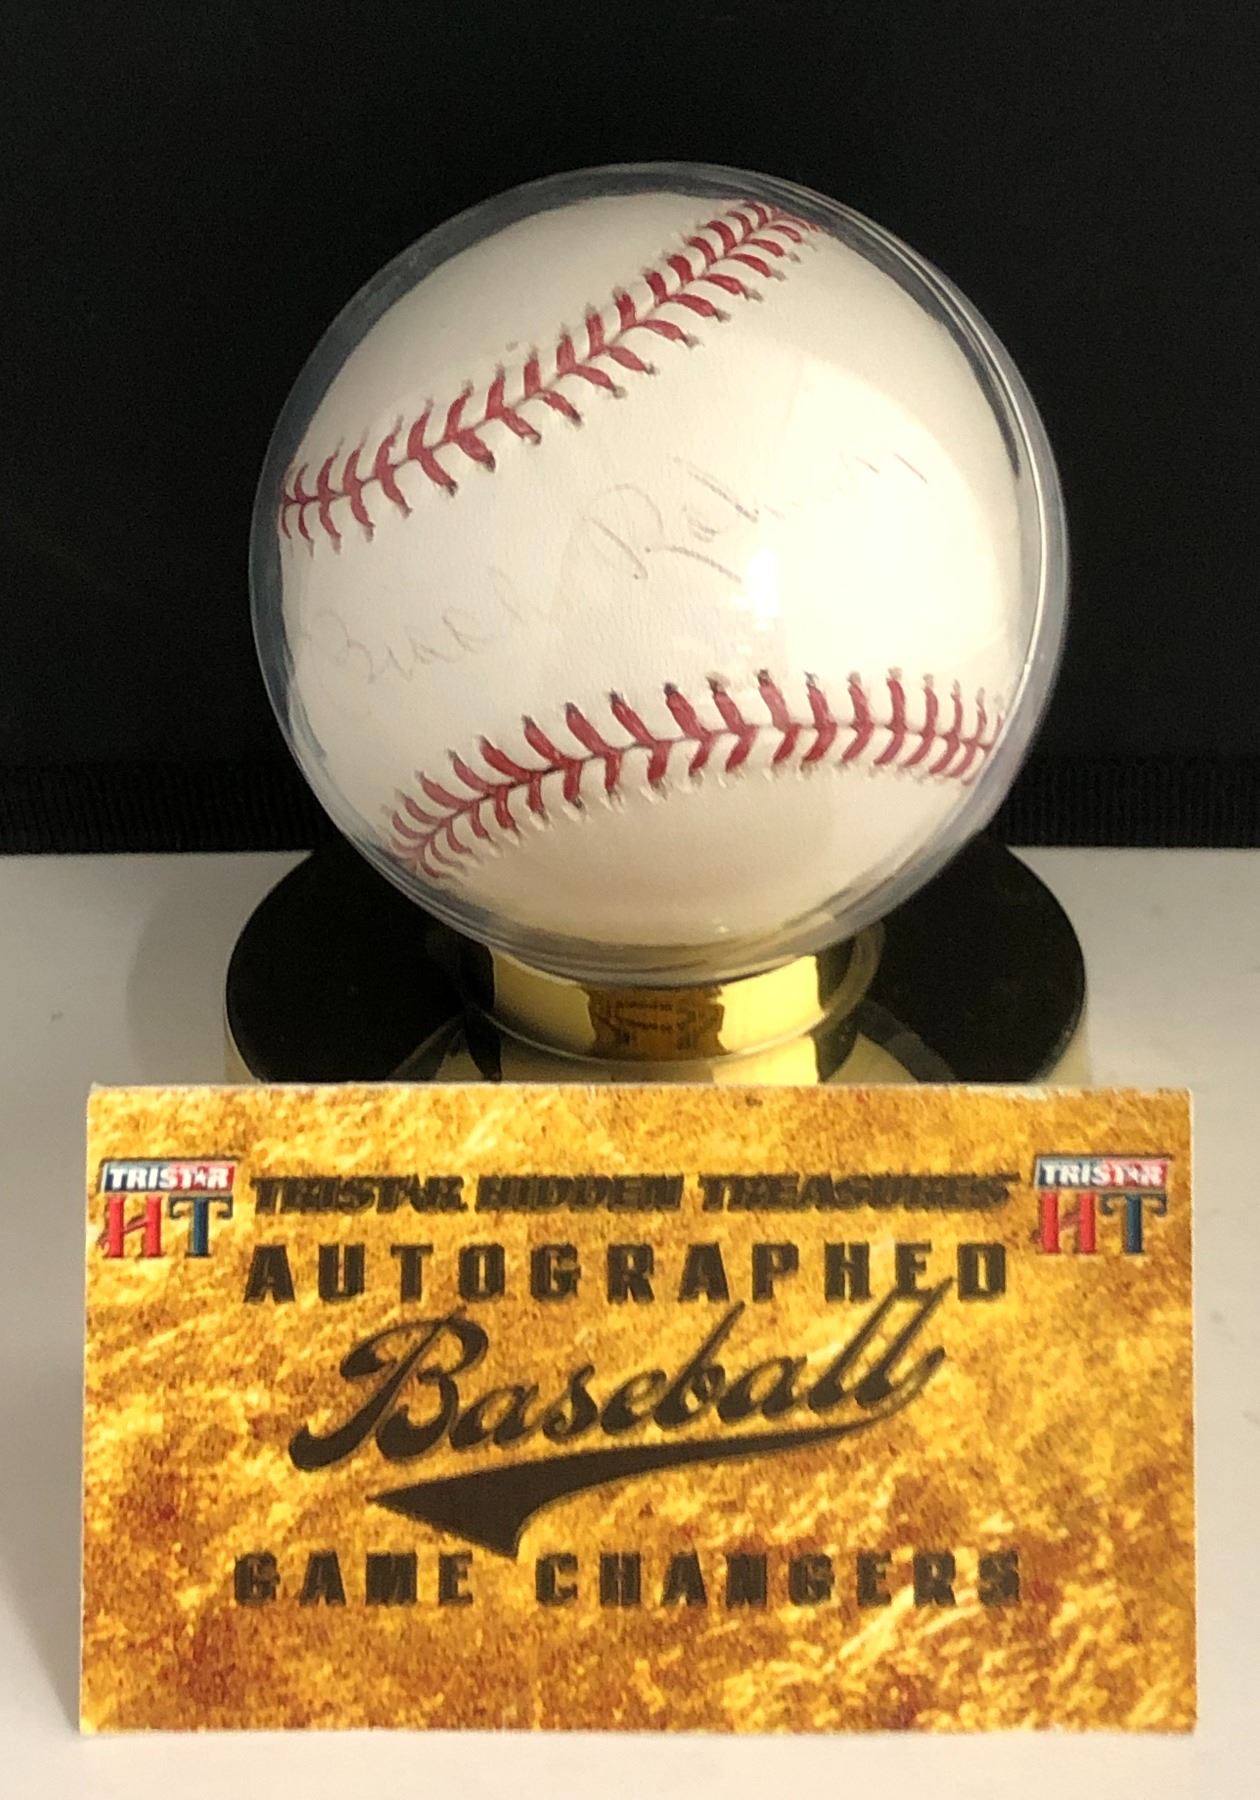 TRISTAR
HT
TRISTAR HIDDEN TREASURES
TRISTAR
HT
AUTOGRAPHED
Baseball
GAME CHANGERS